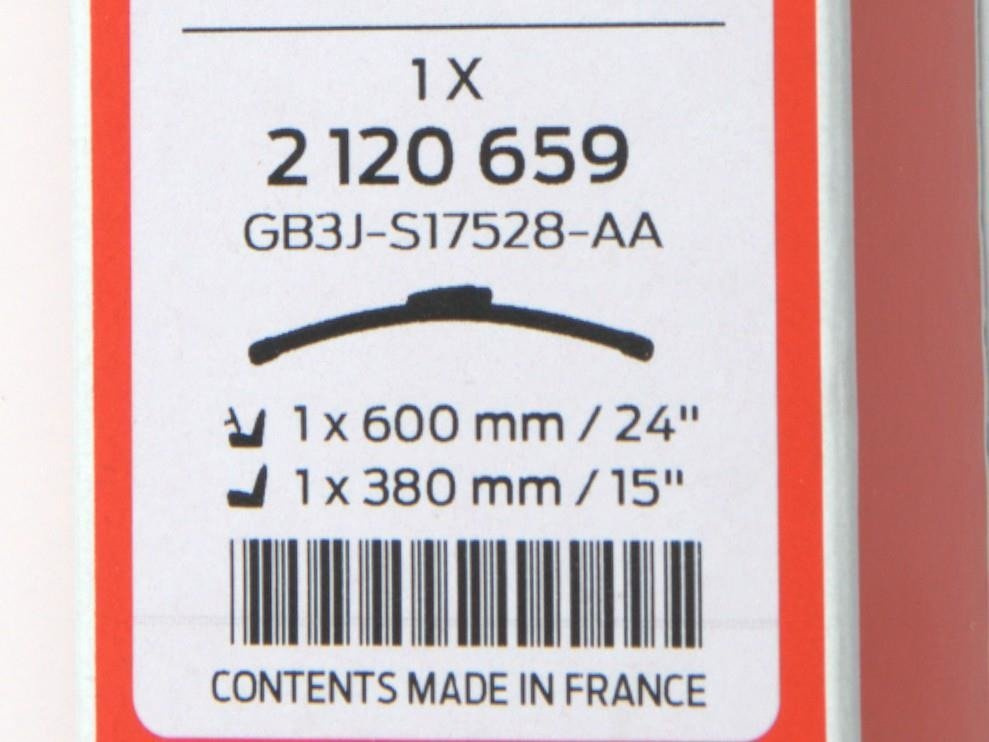 1 X
2 120 659
GB3J-S17528-AA
1 x 600 mm / 24"
1 x 380 mm / 15"
CONTENTS MADE IN FRANCE